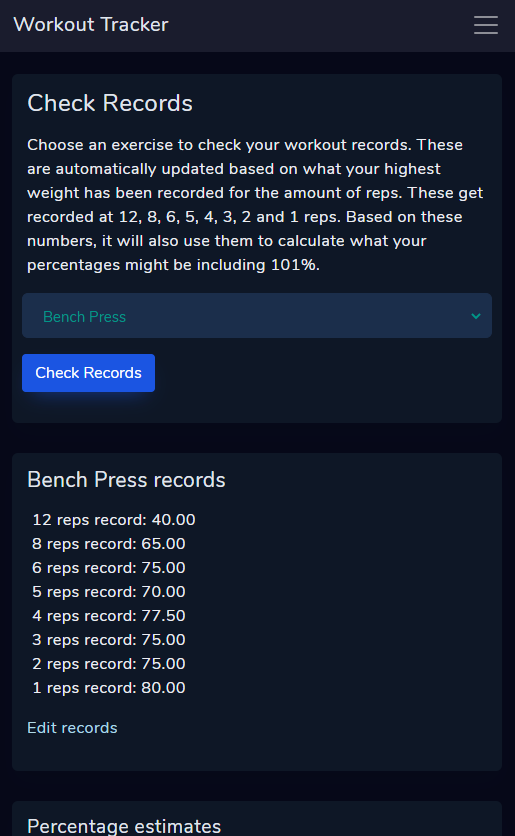 Workout Tracker
Check Records
Choose an exercise to check your workout records. These
are automatically updated based on what your highest
weight has been recorded for the amount of reps. These get
recorded at 12, 8, 6, 5, 4, 3, 2 and 1 reps. Based on these
numbers, it will also use them to calculate what your
percentages might be including 101%.
Bench Press
Check Records
Bench Press records
12 reps record: 40.00
8 reps record: 65.00
6 reps record: 75.00
5 reps record: 70.00
4 reps record: 77.50
3 reps record: 75.00
2 reps record: 75.00
1 reps record: 80.00
Edit records
Percentage estimates